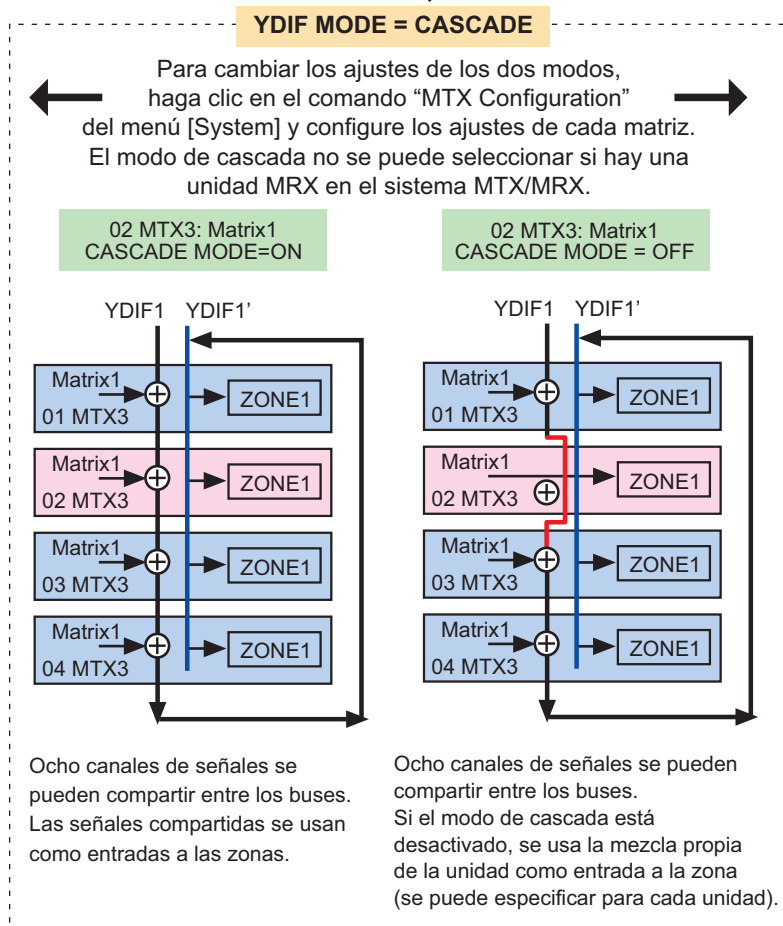 YDIF MODE = CASCADE
Para cambiar los ajustes de los dos modos,
haga clic en el comando “MTX Configuration”
del menú [System] y configure los ajustes de cada matriz.
El modo de cascada no se puede seleccionar si hay una
unidad MRX en el sistema MTX/MRX.
02 MTX3: Matrix1
CASCADE MODE=ON
YDIF1 YDIF1’
Matrix1
ZONE1
01 MTX3
Matrix1
ZONE1
02 MTX3
Matrix1
ZONE1
03 MTX3
Matrix1
ZONE1
04 MTX3
Ocho canales de señales se
pueden compartir entre los buses.
Las señales compartidas se usan
como entradas a las zonas.
02 MTX3: Matrix1
CASCADE MODE = OFF
YDIF1 YDIF1’
Matrix1
ZONE1
01 MTX3
Matrix1
ZONE1
02 MTX3
Matrix1
ZONE1
03 MTX3
Matrix1
ZONE1
04 MTX3
Ocho canales de señales se pueden
compartir entre los buses.
Si el modo de cascada está
desactivado, se usa la mezcla propia
de la unidad como entrada a la zona
(se puede especificar para cada unidad).